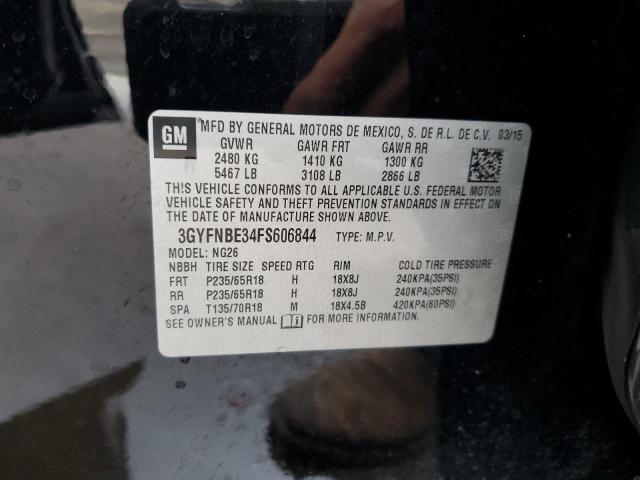 GM MFD BY GENERAL MOTORS DE MEXICO, S. DE R.L. DE C.V. 03/15
GVWR GAWR FRT GAWR RR
2480 KG 1410 KG 1300 KG
5467 LB 3108 LB 2866 LB
THIS VEHICLE CONFORMS TO ALL APPLICABLE U.S. FEDERAL MOTOR
VEHICLE SAFETY AND THEFT PREVENTION STANDARDS
IN EFFECT ON THE DATE OF MANUFACTURE SHOWN ABOVE.
3GYFNBE34FS606844 TYPE: M.P.V.
MODEL: NG26
NBBH TIRE SIZE SPEED RTG RIM COLD TIRE PRESSURE
FRT P235/65R18 H 18X8J 240KPA(35PSI)
RR P235/65R18 H 18X8J 240KPA(35PSI)
SPA T135/70R18 M 18X4.5B 420KPA(60PSI)
SEE OWNER'S MANUAL FOR MORE INFORMATION.